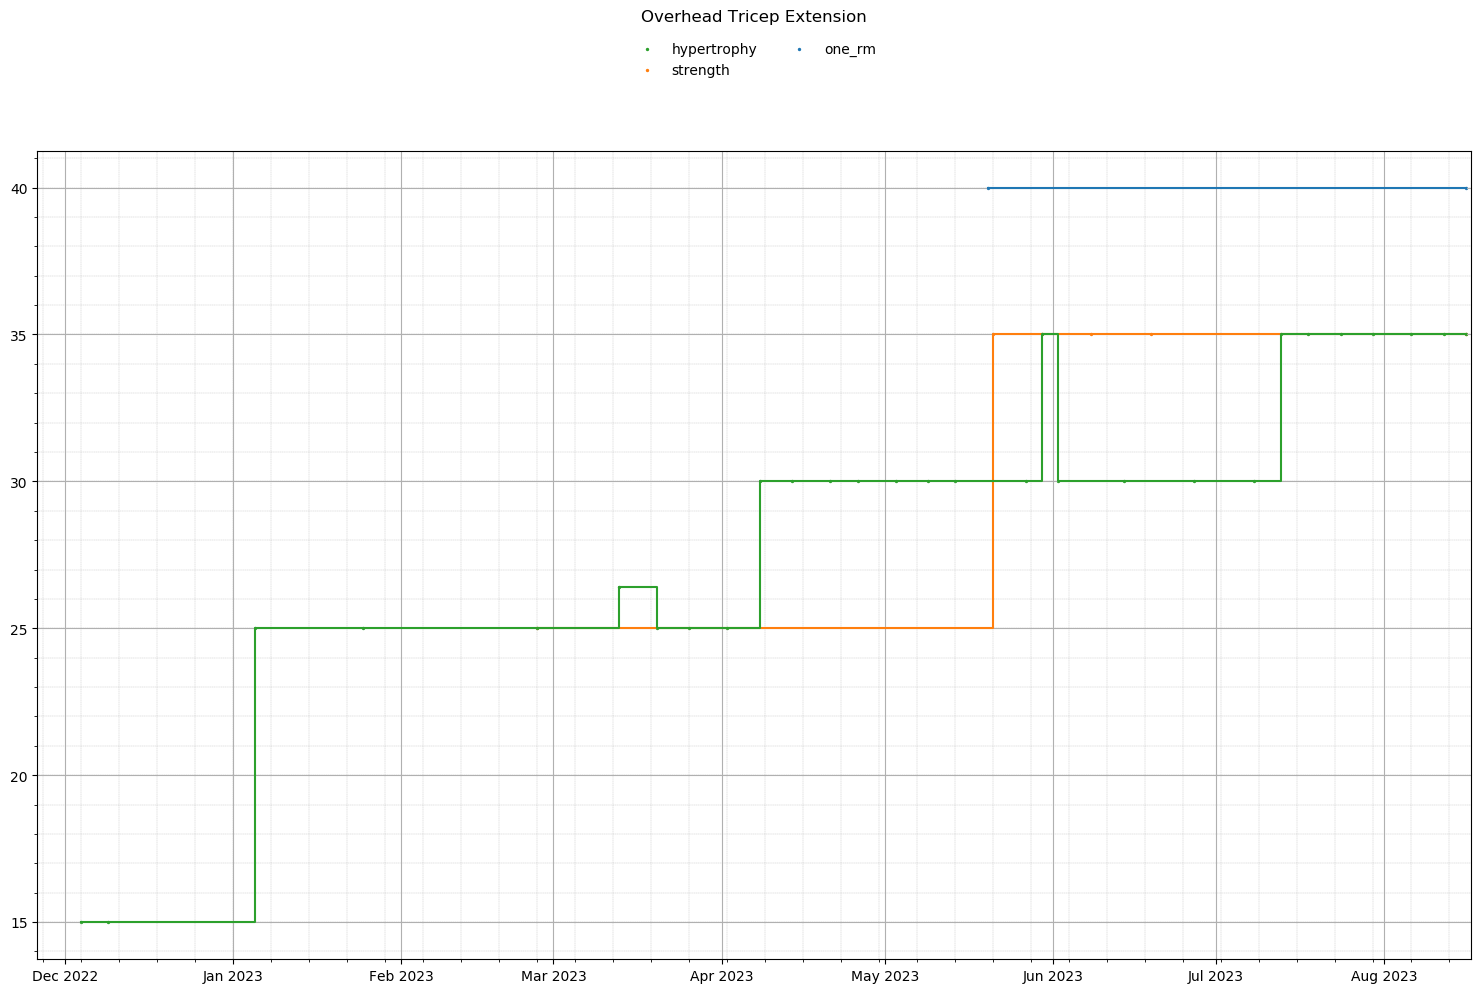 Overhead Tricep Extension
hypertrophy
strength
one_rm
40
35
30
25
20
15
Dec 2022
Jan 2023
Feb 2023
Mar 2023
Apr 2023
May 2023
Jun 2023
Jul 2023
Aug 2023